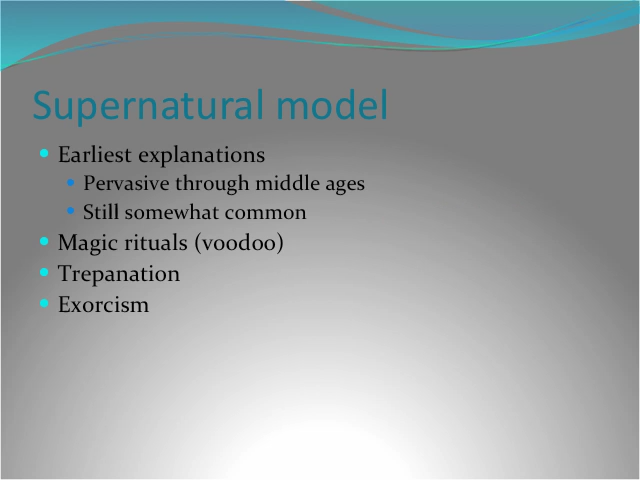 Supernatural model
Earliest explanations
Pervasive through middle ages
Still somewhat common
Magic rituals (voodoo)
Trepanation
Exorcism